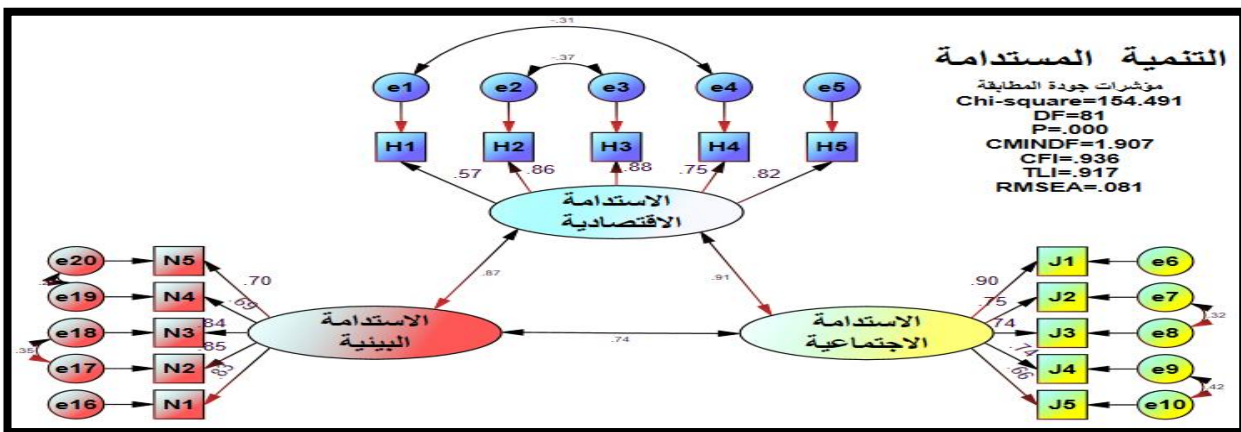 -.31
-.37
e1 e2 e3 e4 e5
H1 H2 H3 H4 H5
.57 .86 .88 .75 .82
التنمية المستدامة
مؤشرات جودة المطابقة
Chi-square=154.491
DF=81
P=.000
CMINDF=1.907
CFI=.936
TLI=.917
RMSEA=.081
الاستدامة
الاقتصادية
.87
.91
.74
e20 N5 .70
e19 N4 .69
e18 N3 .84
.35
e17 N2 .85
e16 N1 .83
الاستدامة
البيئية
الاستدامة
الاجتماعية
.90 J1 e6
.75 J2 e7
.32
.74 J3 e8
.74 J4 e9
.42
.66 J5 e10